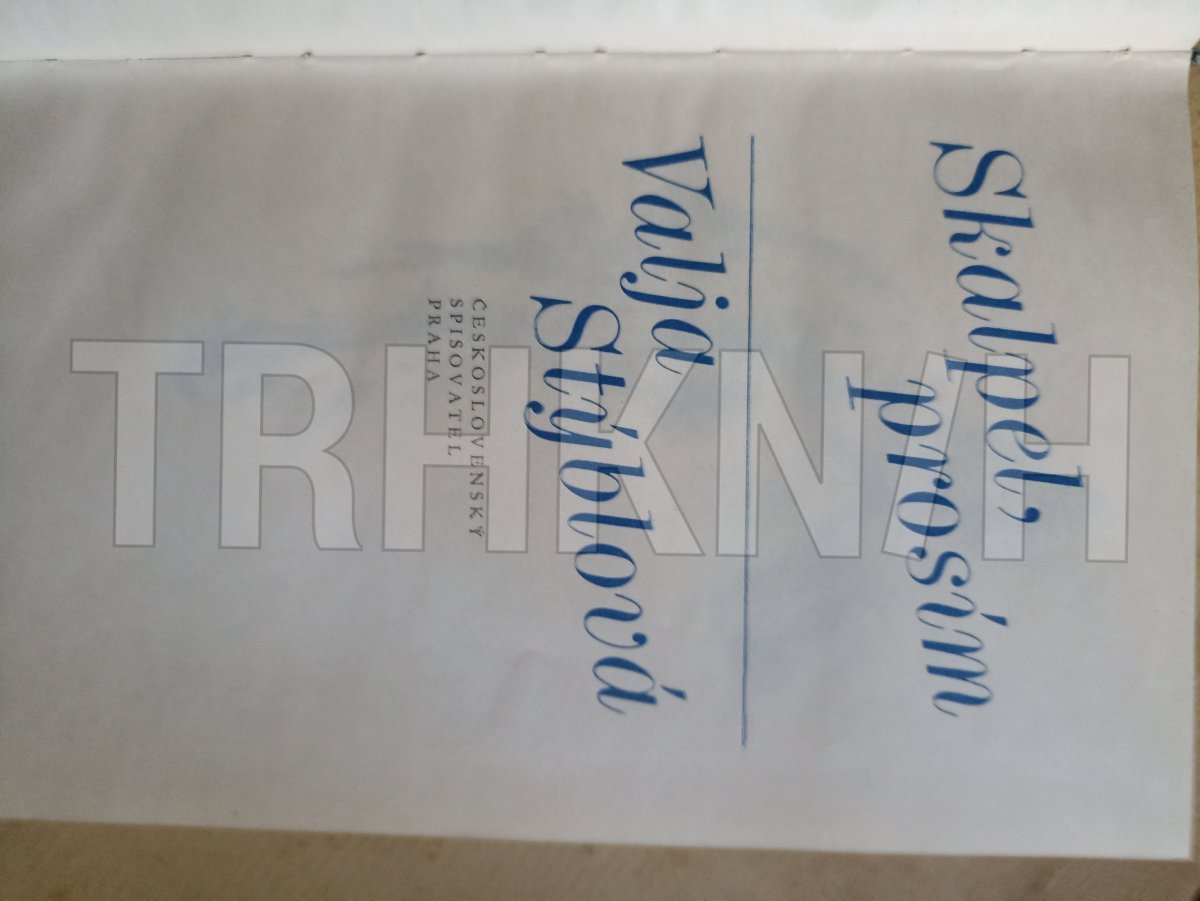 Skalpel,
prosím
Valja
Stýblová
ČESKOSLOVENSKÝ
SPISOVATEL
PRAHA
TRHKNIH